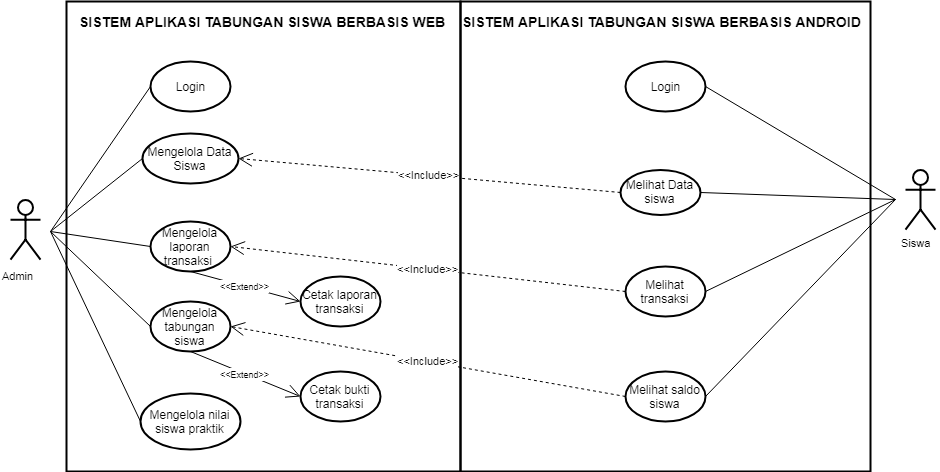 SISTEM APLIKASI TABUNGAN SISWA BERBASIS WEB
SISTEM APLIKASI TABUNGAN SISWA BERBASIS ANDROID
Login
Login
Mengelola Data
Siswa
<<Include>>
Melihat Data
siswa
Admin
Siswa
Mengelola
laporan
transaksi
<<Include>>
<<Extend>>
Cetak laporan
transaksi
Melihat
transaksi
Mengelola
tabungan
siswa
<<Include>>
<<Extend>>
Cetak bukti
transaksi
Melihat saldo
siswa
Mengelola nilai
siswa praktik